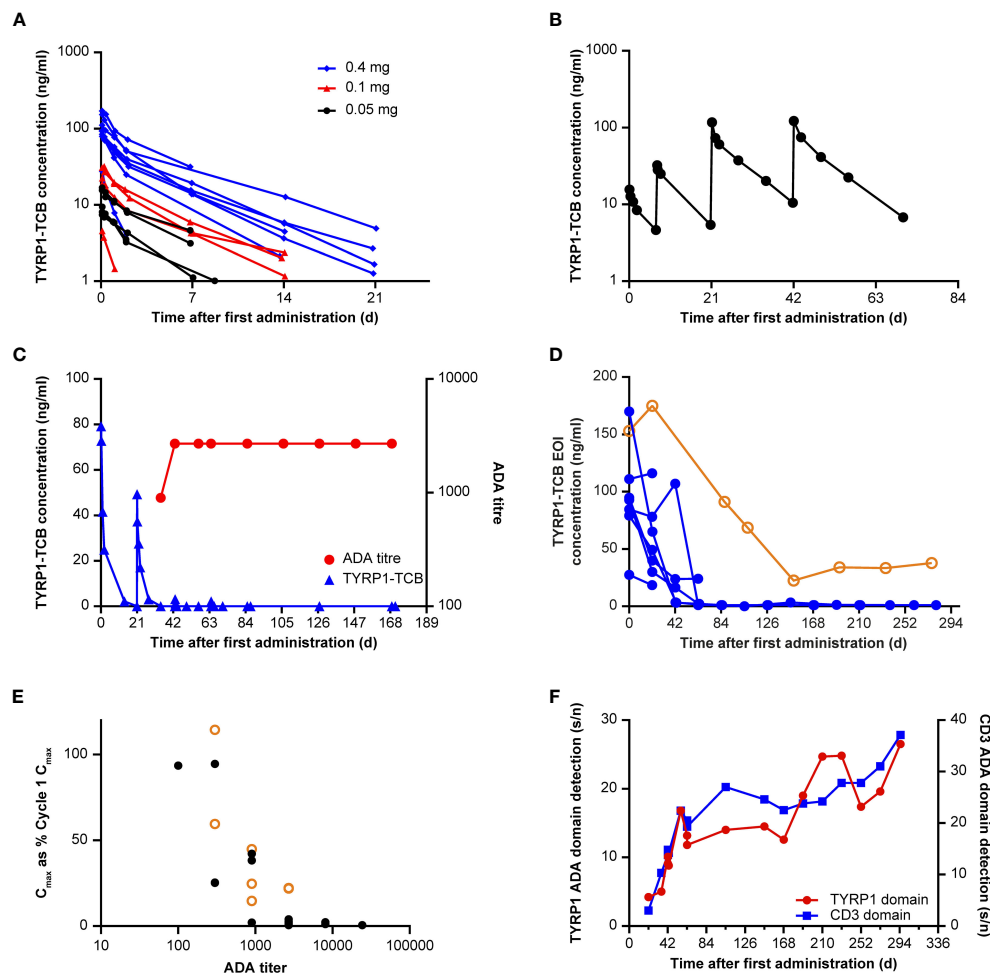 A
TYRP1-TCB concentration (ng/ml)
1000
100
10
1
0
7
14
21
Time after first administration (d)
0.4 mg
0.1 mg
0.05 mg
B
TYRP1-TCB concentration (ng/ml)
1000
100
10
1
0
21
42
63
84
Time after first administration (d)
C
TYRP1-TCB concentration (ng/ml)
100
80
60
40
20
0
10000
1000
100
ADA titre
0
21
42
63
84
105
126
147
168
189
Time after first administration (d)
ADA titre
TYRP1-TCB
D
TYRP1-TCB EOI
concentration (ng/ml)
200
150
100
50
0
0
42
84
126
168
210
252
294
Time after first administration (d)
E
Cmax as % Cycle 1 Cmax
100
50
0
10
100
1000
10000
100000
ADA titer
F
TYRP1 ADA domain detection (s/n)
30
20
10
0
40
30
20
10
0
CD3 ADA domain
detection (s/n)
0
42
84
126
168
210
252
294
336
Time after first administration (d)
TYRP1 domain
CD3 domain